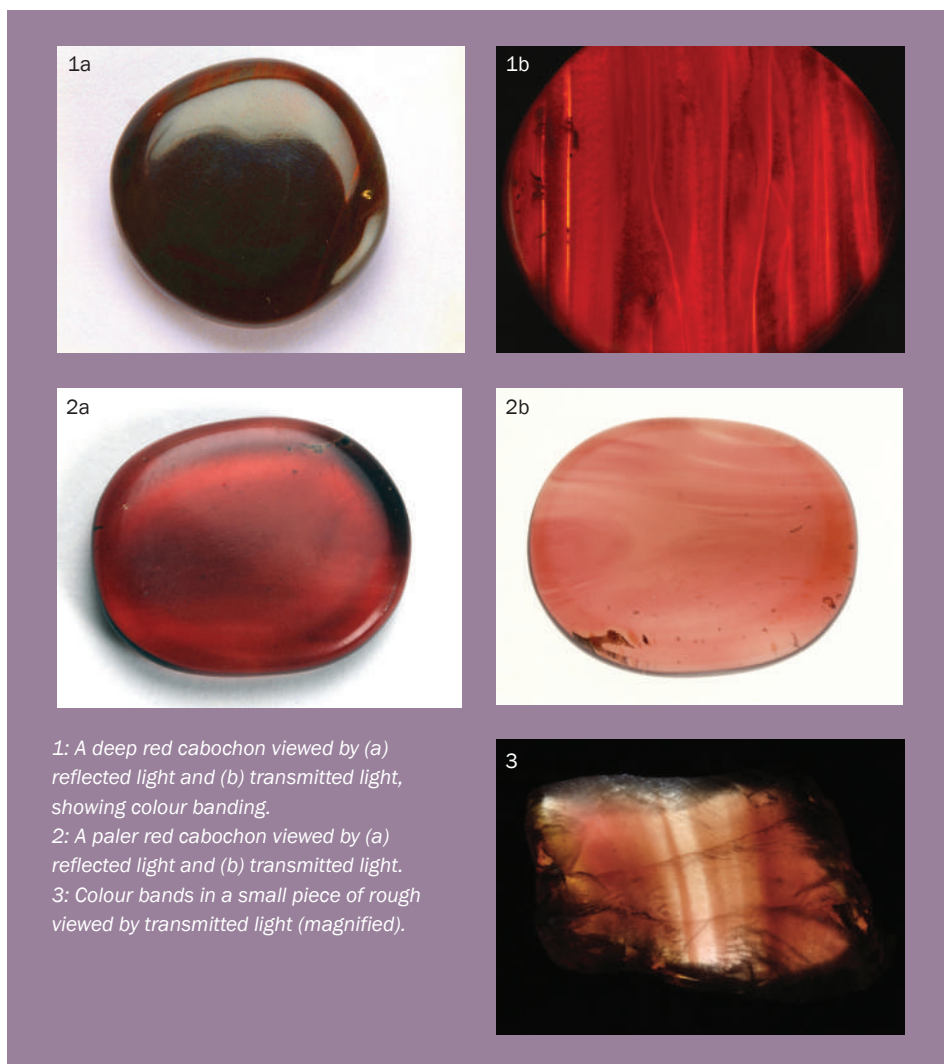 1a
1b
2a
2b
1: A deep red cabochon viewed by (a)
reflected light and (b) transmitted light,
showing colour banding.
2: A paler red cabochon viewed by (a)
reflected light and (b) transmitted light.
3: Colour bands in a small piece of rough
viewed by transmitted light (magnified).
3